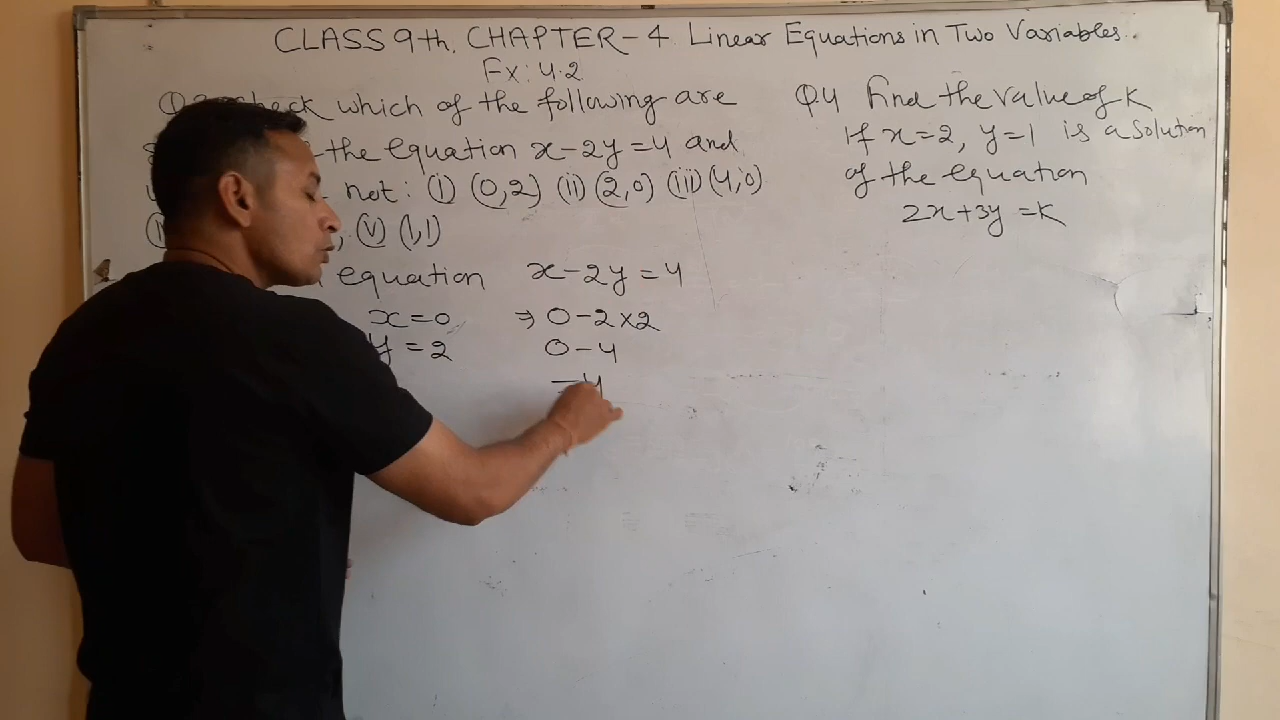 CLASS 9th. CHAPTER-4 Linear Equations in Two Variables.
Ex: 4.2
check which of the following are
the equation x-2y=4 and
not: (i) (0,2) (ii) (2,0) (iii) (4,0)
(v) (1,1)
equation x-2y=4
x=0 ⇒ 0-2×2
y=2 0-4
-4
Q4 Find the value of k
If x=2, y=1 is a solution
of the equation
2x+3y=k